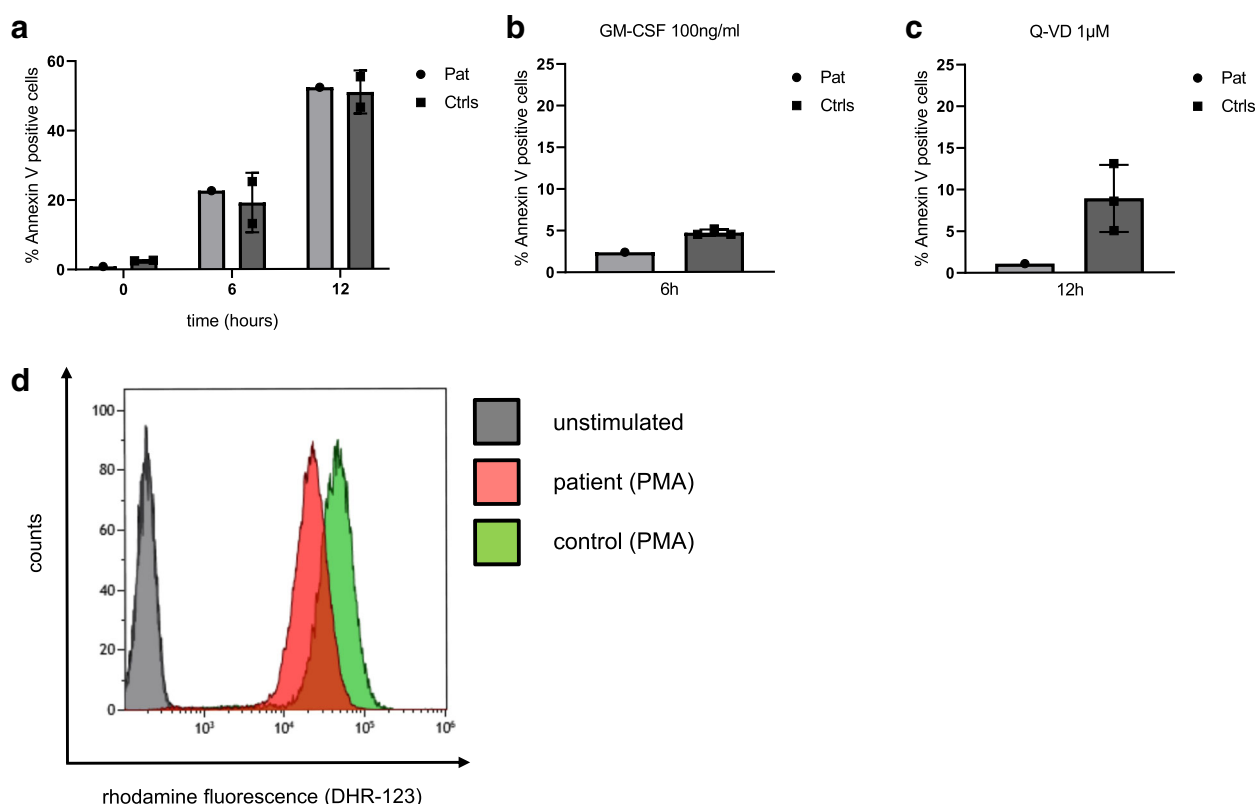 a
% Annexin V positive cells
60
40
20
0
0 6 12
time (hours)
Pat
Ctrls
b
GM-CSF 100ng/ml
% Annexin V positive cells
25
20
15
10
5
0
6h
Pat
Ctrls
c
Q-VD 1µM
% Annexin V positive cells
25
20
15
10
5
0
12h
Pat
Ctrls
d
counts
100
80
60
40
20
0
10³ 10⁴ 10⁵ 10⁶
rhodamine fluorescence (DHR-123)
unstimulated
patient (PMA)
control (PMA)